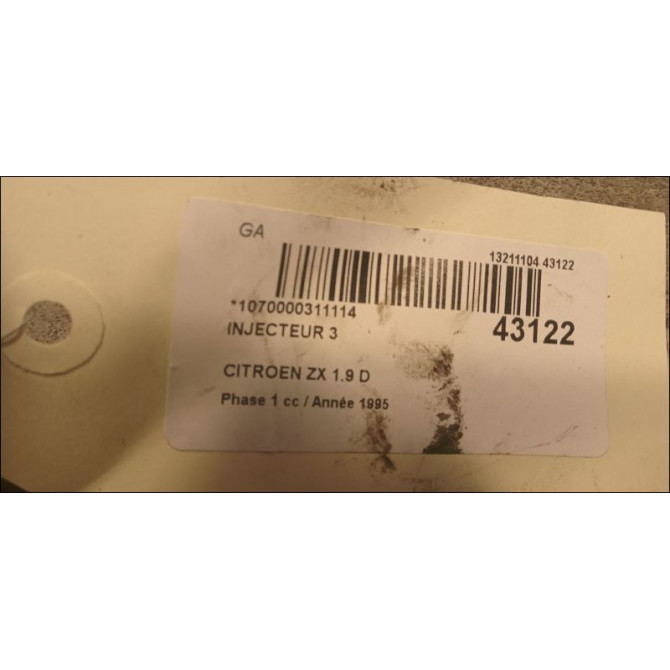 GA
13211104 43122
*1070000311114
43122
INJECTEUR 3
CITROEN ZX 1.9 D
Phase 1 cc / Année 1995